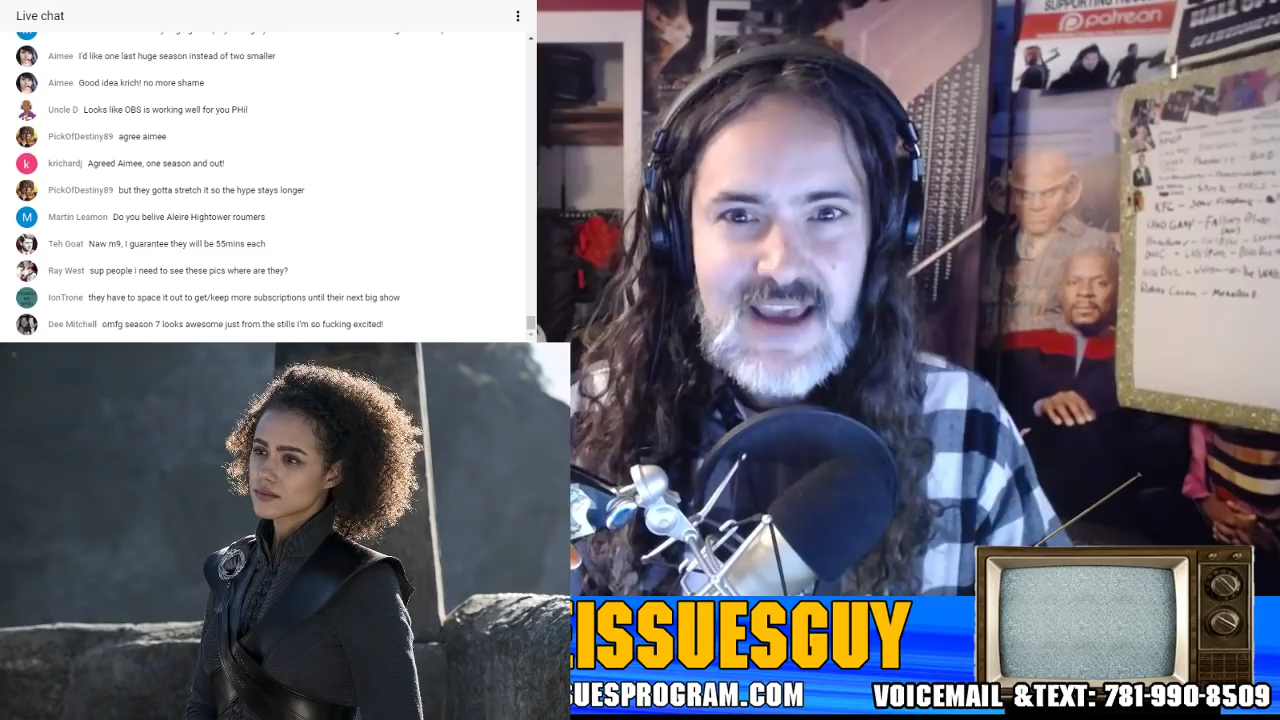 Live chat
Aimee I'd like one last huge season instead of two smaller
Aimee Good idea krich! no more shame
Uncle D Looks like OBS is working well for you PHil
PickOfDestiny89 agree aimee
krichardj Agreed Aimee, one season and out!
PickOfDestiny89 but they gotta stretch it so the hype stays longer
Martin Leamon Do you belive Aleire Hightower roumers
Teh Goat Naw m9, I guarantee they will be 55mins each
Ray West sup people i need to see these pics where are they?
IonTrone they have to space it out to get/keep more subscriptions until their next big show
Dee Mitchell omfg season 7 looks awesome just from.the stills I'm so fucking excited!
patreon
KFC -
ISSUESGUY
SUESPROGRAM.COM
VOICEMAIL &TEXT: 781-990-8509